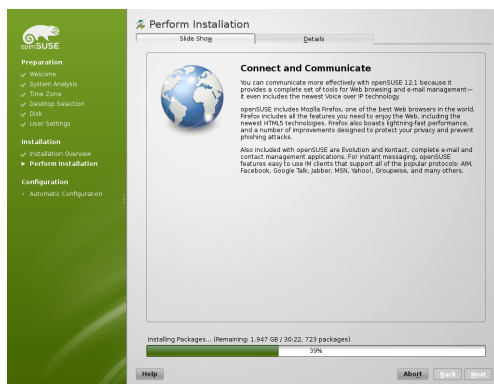 openSUSE
Preparation
Welcome
System Analysis
Time Zone
Desktop Selection
Disk
User Settings
Installation
Installation Overview
Perform Installation
Configuration
Automatic Configuration
Perform Installation
Slide Show
Details
Connect and Communicate
You can communicate more effectively with openSUSE 12.1 because it
provides a complete set of tools for Web browsing and e-mail management—
it even includes the newest Voice over IP technology.
openSUSE includes Mozilla Firefox, one of the best Web browsers in the world.
Firefox includes all the features you need to enjoy the Web, including the
newest HTML5 technologies. Firefox also boasts lightning-fast performance,
and a number of improvements designed to protect your privacy and prevent
phishing attacks.
Also included with openSUSE are Evolution and Kontact, complete e-mail and
contact management applications. For instant messaging, openSUSE
features easy to use IM clients that support all of the popular protocols: AIM,
Facebook, Google Talk, Jabber, MSN, Yahoo!, Groupwise, and many others.
Installing Packages... (Remaining: 1.947 GB / 30:22, 723 packages)
39%
Help
Abort
Back
Next